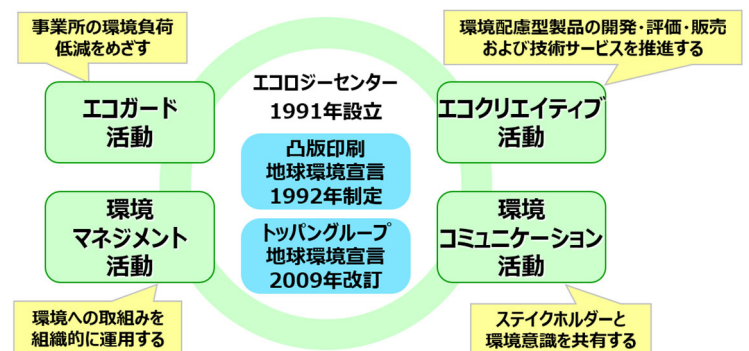 事業所の環境負荷
低減をめざす
環境配慮型製品の開発・評価・販売
および技術サービスを推進する
エコロジーセンター
1991年設立
エコガード
活動
エコクリエイティブ
活動
凸版印刷
地球環境宣言
1992年制定
環境
マネジメント
活動
トッパングループ
地球環境宣言
2009年改訂
環境
コミュニケーション
活動
環境への取組みを
組織的に運用する
ステイクホルダーと
環境意識を共有する